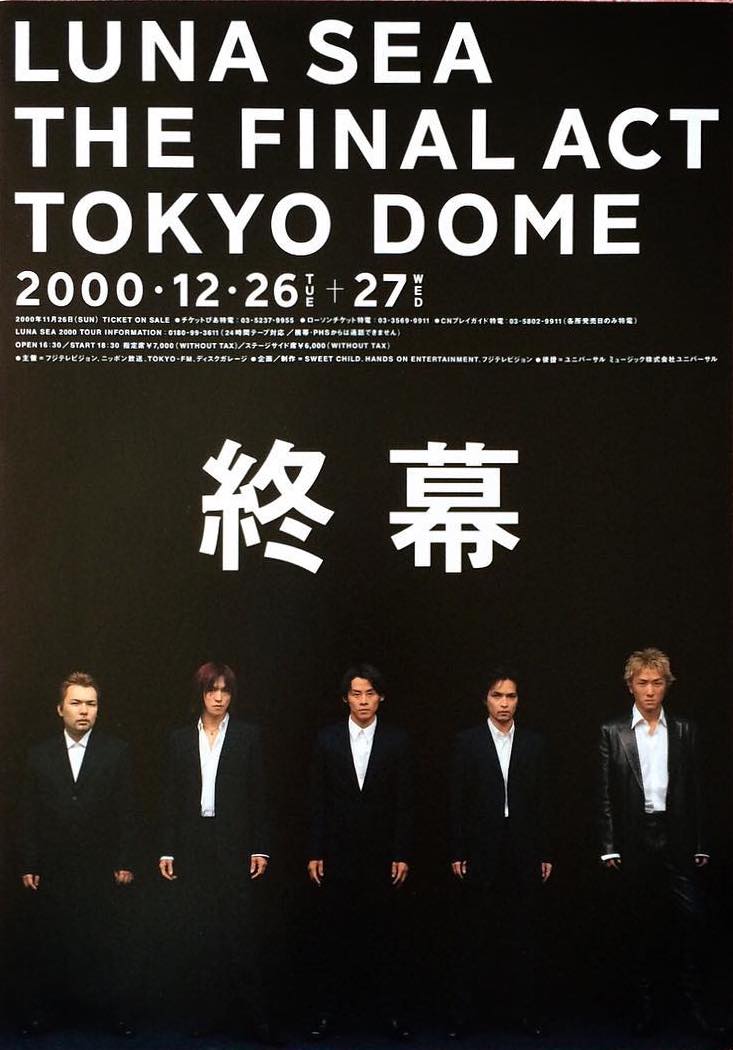 LUNA SEA
THE FINAL ACT
TOKYO DOME
2000・12・26 TUE + 27 WED
2000年11月26日(SUN) TICKET ON SALE ●チケットぴあ特電:03-5237-9955 ●ローソンチケット特電:03-3569-9911 ●CNプレイガイド特電:03-5802-9911(各所発売日のみ特電)
LUNA SEA 2000 TOUR INFORMATION:0180-99-3611(24時間テープ対応/携帯・PHSからは通話できません)
OPEN 16:30/START 18:30 指定席¥7,000(WITHOUT TAX)/ステージサイド席¥6,000(WITHOUT TAX)
●主催=フジテレビジョン、ニッポン放送、TOKYO-FM、ディスクガレージ ●企画/制作=SWEET CHILD、HANDS ON ENTERTAINMENT、フジテレビジョン ●後援=ユニバーサル ミュージック株式会社ユニバーサル
終幕